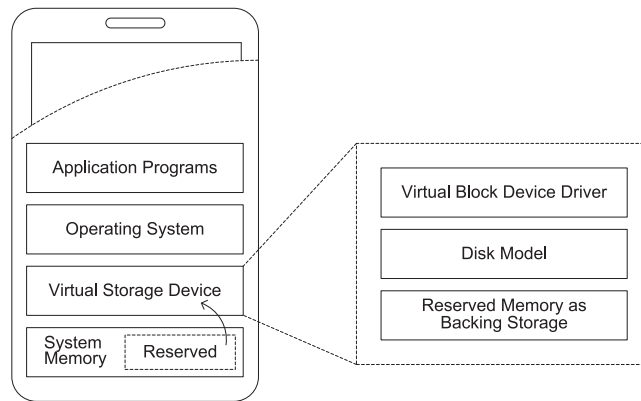 Application Programs
Operating System
Virtual Storage Device
System
Memory
Reserved
Virtual Block Device Driver
Disk Model
Reserved Memory as
Backing Storage